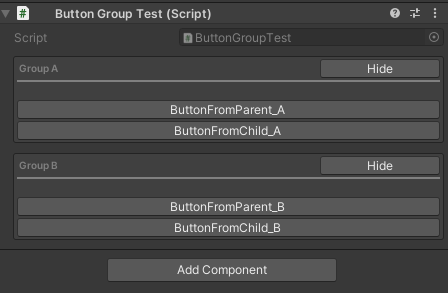 # Button Group Test (Script)
Script # ButtonGroupTest
Group A Hide
ButtonFromParent_A
ButtonFromChild_A
Group B Hide
ButtonFromParent_B
ButtonFromChild_B
Add Component